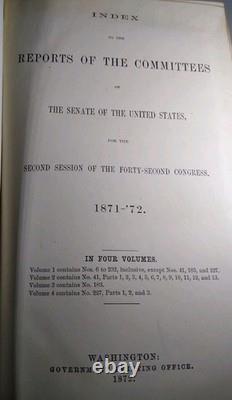 INDEX
TO THE
REPORTS OF THE COMMITTEES
OF
THE SENATE OF THE UNITED STATES,
FOR THE
SECOND SESSION OF THE FORTY-SECOND CONGRESS.
1871-'72.
IN FOUR VOLUMES.
Volume 1 contains Nos. 6 to 232, inclusive, except Nos. 41, 183, and 227.
Volume 2 contains No. 41, Parts 1, 2, 3, 4, 5, 6, 7, 8, 9, 10, 11, 12, and 13.
Volume 3 contains No. 183.
Volume 4 contains No. 227, Parts 1, 2, and 3.
WASHINGTON:
GOVERNMENT PRINTING OFFICE.
1872.